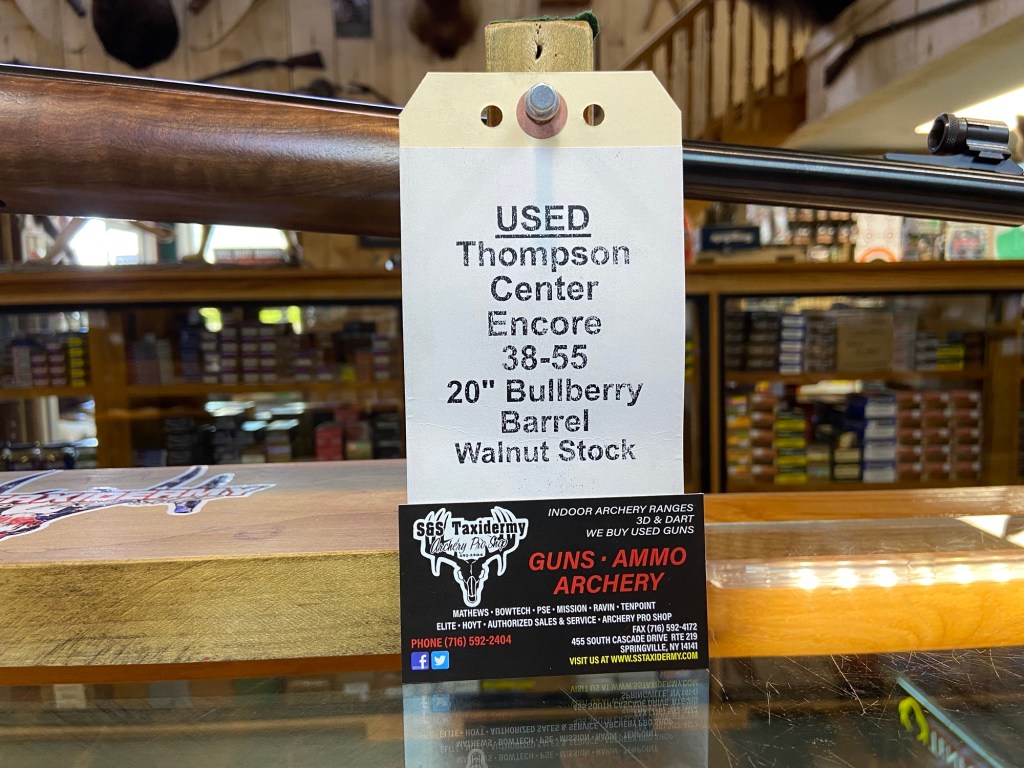 USED
Thompson
Center
Encore
38-55
20" Bullberry
Barrel
Walnut Stock
S&S Taxidermy
Archery Pro Shop
INDOOR ARCHERY RANGES
3D & DART
WE BUY USED GUNS
GUNS · AMMO
ARCHERY
MATHEWS • BOWTECH • PSE • MISSION • RAVIN • TENPOINT
ELITE • HOYT • AUTHORIZED SALES & SERVICE • ARCHERY PRO SHOP
FAX (716) 592-4172
PHONE (716) 592-2404
455 SOUTH CASCADE DRIVE RTE 219
SPRINGVILLE, NY 14141
VISIT US AT WWW.SSTAXIDERMY.COM
TAXIDERMY